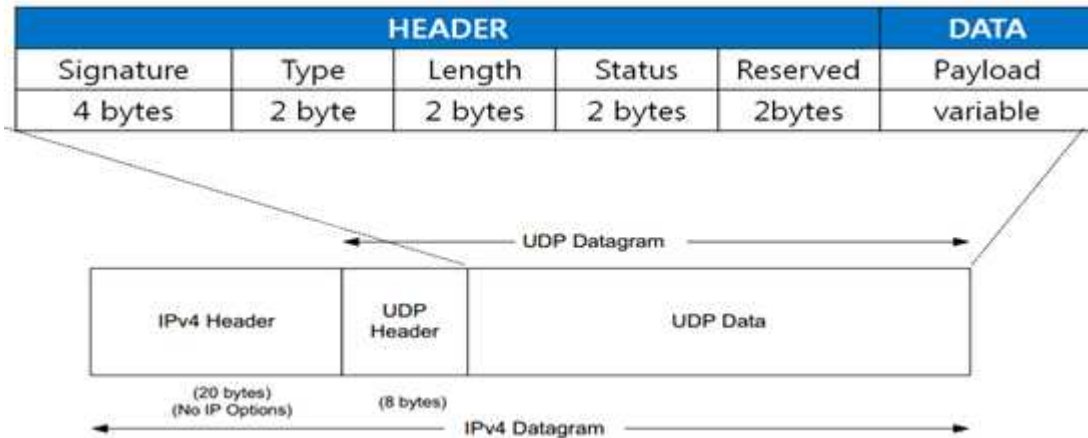 HEADER DATA
Signature Type Length Status Reserved Payload
4 bytes 2 byte 2 bytes 2 bytes 2bytes variable
UDP Datagram
IPv4 Header
UDP
Header
UDP Data
(20 bytes)
(No IP Options)
(8 bytes)
IPv4 Datagram